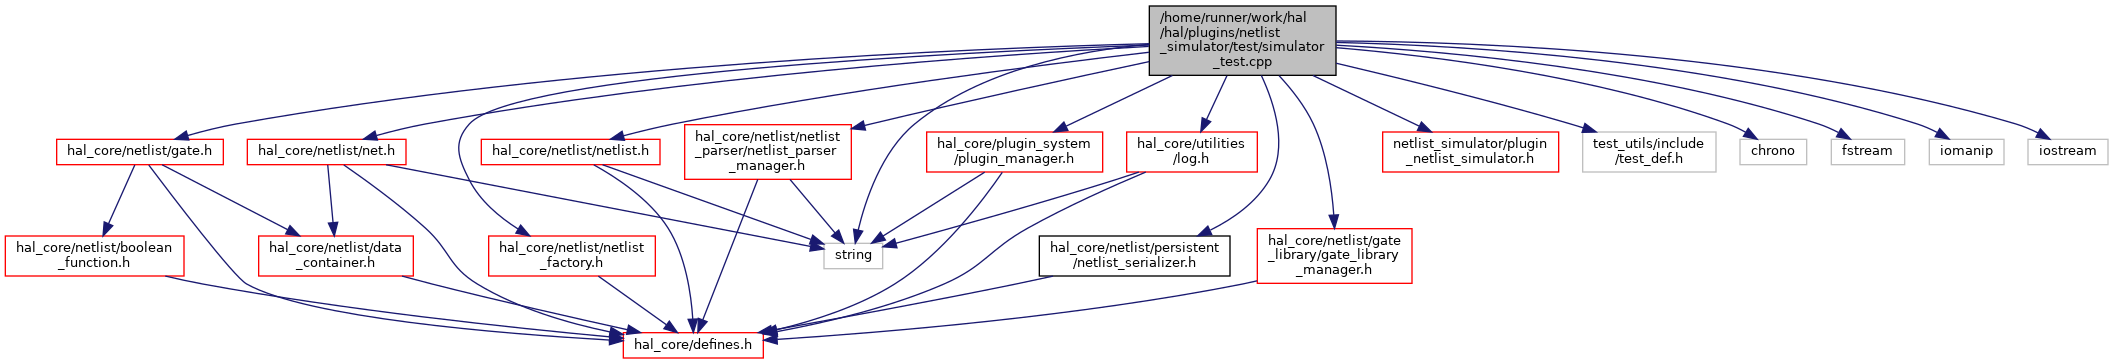 /home/runner/work/hal
/hal/plugins/netlist
_simulator/test/simulator
_test.cpp
hal_core/netlist/gate.h
hal_core/netlist/net.h
hal_core/netlist/netlist.h
hal_core/netlist/netlist
_parser/netlist_parser
_manager.h
hal_core/plugin_system
/plugin_manager.h
hal_core/utilities
/log.h
netlist_simulator/plugin
_netlist_simulator.h
test_utils/include
/test_def.h
chrono
fstream
iomanip
iostream
hal_core/netlist/boolean
_function.h
hal_core/netlist/data
_container.h
hal_core/netlist/netlist
_factory.h
string
hal_core/netlist/persistent
/netlist_serializer.h
hal_core/netlist/gate
_library/gate_library
_manager.h
hal_core/defines.h